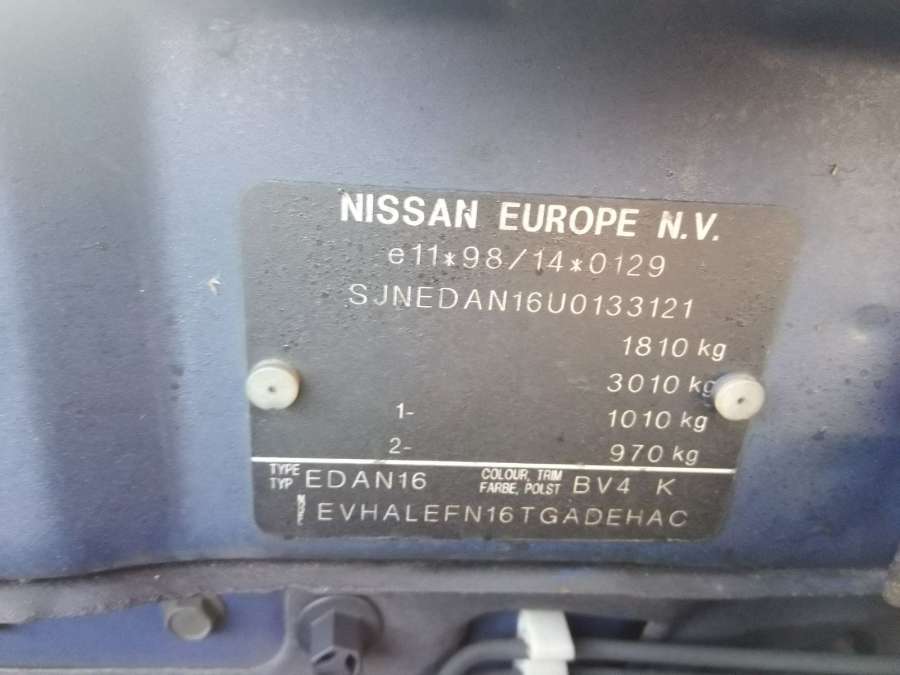 NISSAN EUROPE N.V.
e11*98/14*0129
SJNEDAN16U0133121
1810 kg
3010 kg
1- 1010 kg
2- 970 kg
TYPE TYP EDAN16 COLOUR, TRIM FARBE, POLST BV4 K
EVHALEFN16TGADEHAC